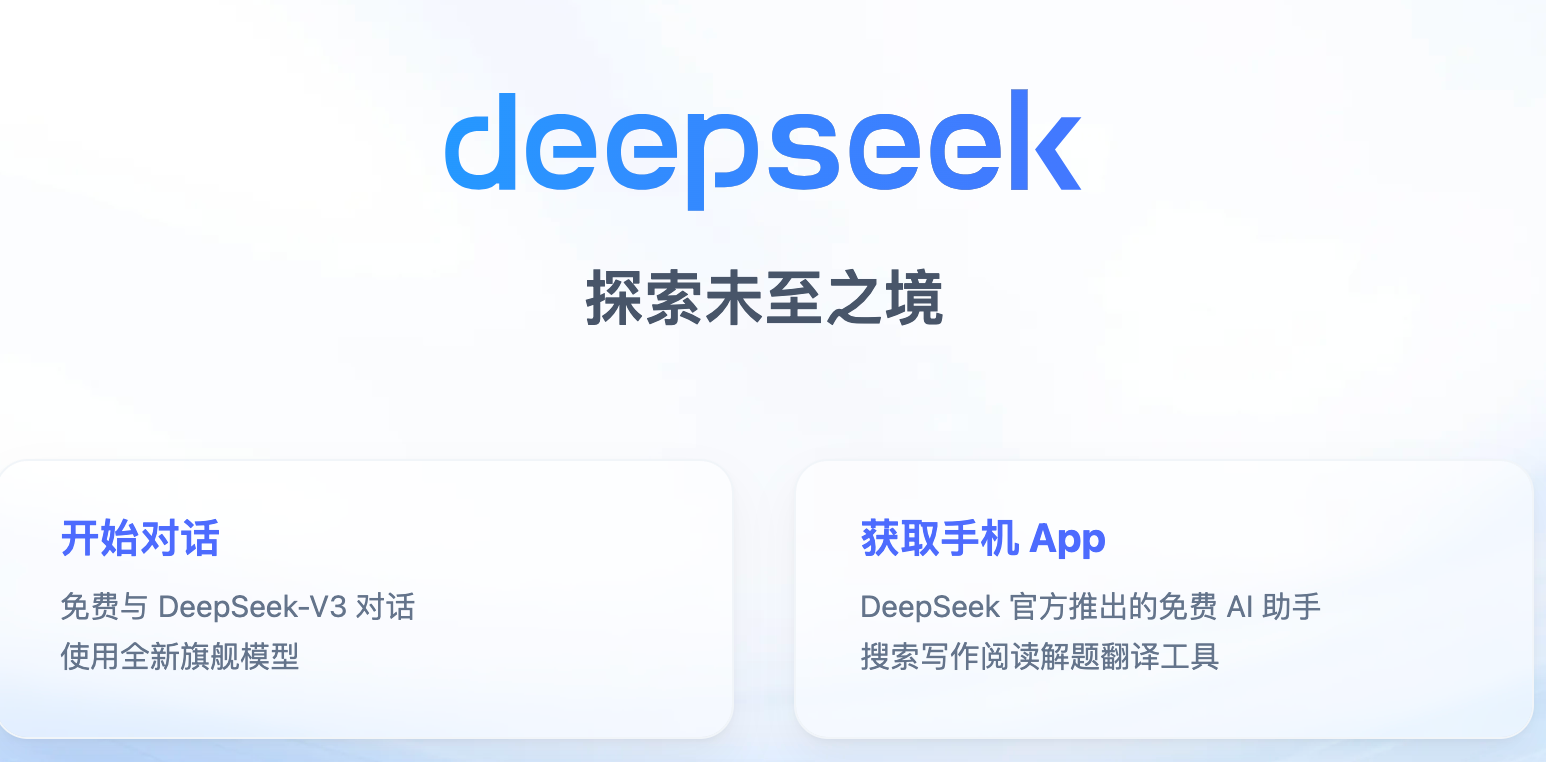 deepseek
探索未至之境
开始对话
免费与 DeepSeek-V3 对话
使用全新旗舰模型
获取手机 App
DeepSeek 官方推出的免费 AI 助手
搜索写作阅读解题翻译工具